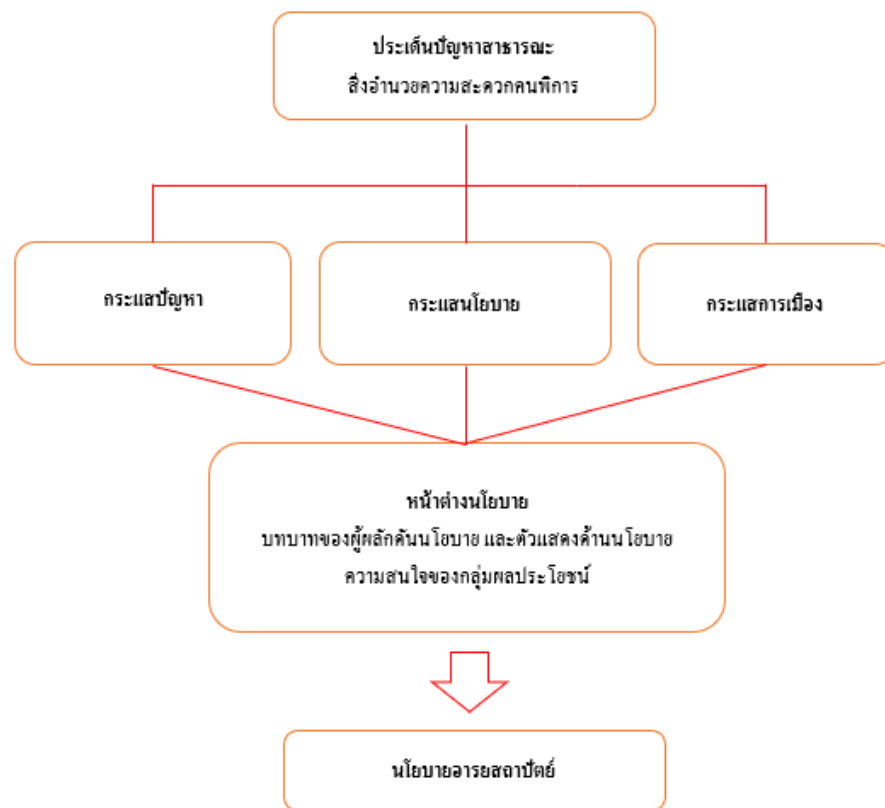 ประเด็นปัญหาสาธารณะ
สิ่งอำนวยความสะดวกคนพิการ
กระแสปัญหา
กระแสนโยบาย
กระแสการเมือง
หน้าต่างนโยบาย
บทบาทของผู้ผลักดันนโยบาย และตัวแสดงด้านนโยบาย
ความสนใจของกลุ่มผลประโยชน์
นโยบายอารยสถาปัตย์